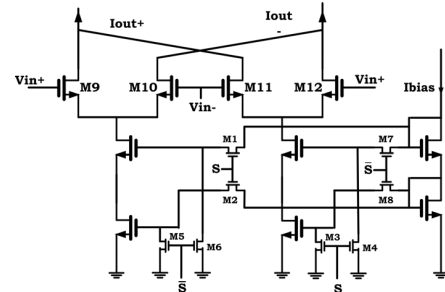 Iout+
Iout
-
Vin+
M9
M10
M11
M12
Vin+
Ibias
Vin-
M1
M7
S
S̅
M2
M8
M5
M6
M3
M4
S̅
S